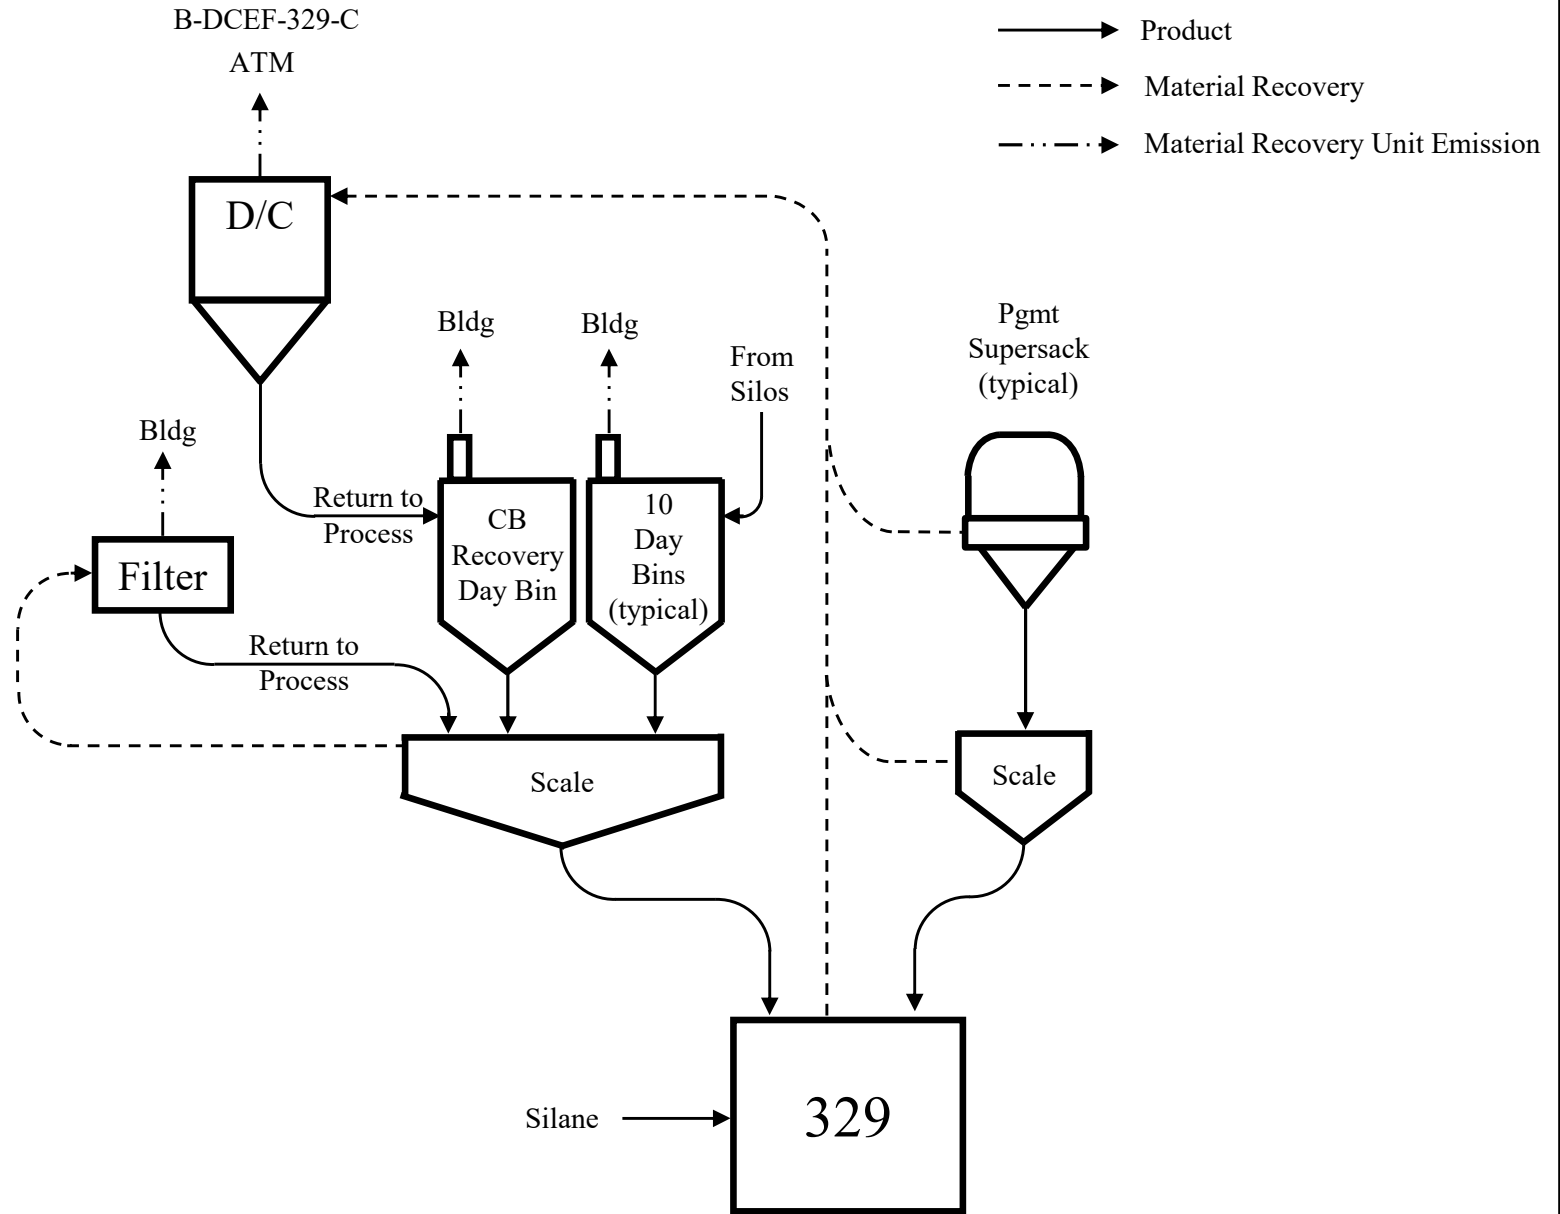 B-DCEF-329-C
ATM
Product
Material Recovery
Material Recovery Unit Emission
D/C
Bldg
Bldg
From
Silos
Pgmt
Supersack
(typical)
Bldg
Return to
Process
CB
Recovery
Day Bin
10
Day
Bins
(typical)
Filter
Return to
Process
Scale
Scale
Silane
329